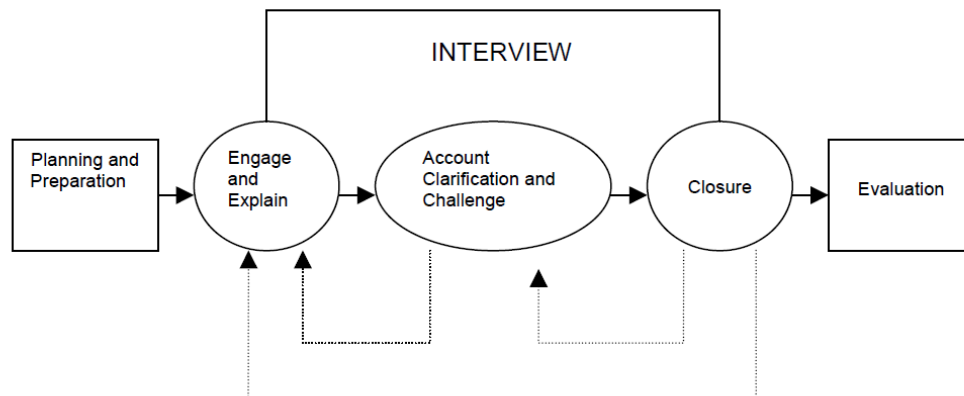 INTERVIEW
Planning and
Preparation
Engage
and
Explain
Account
Clarification and
Challenge
Closure
Evaluation